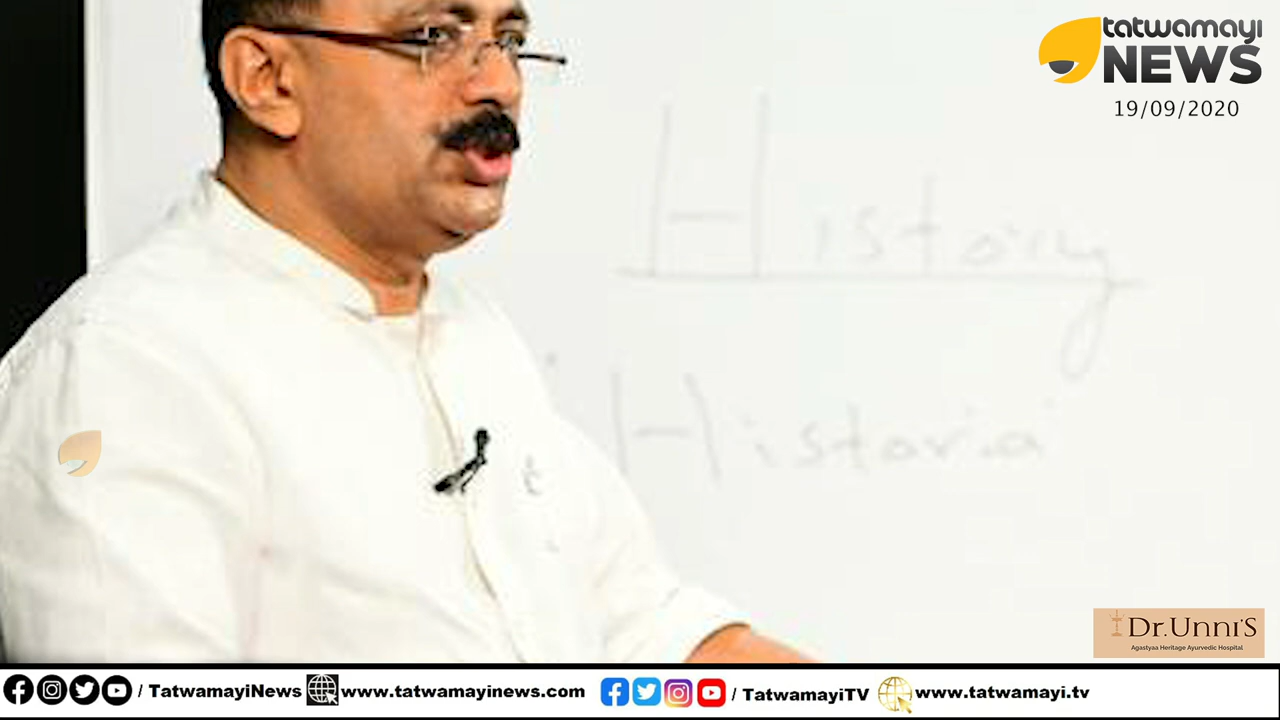 tatwamayi
NEWS
19/09/2020
History
Historia
Dr.Unni's
Agastyaa Heritage Ayurvedic Hospital
/ TatwamayiNews www.tatwamayinews.com / TatwamayiTV www.tatwamayi.tv